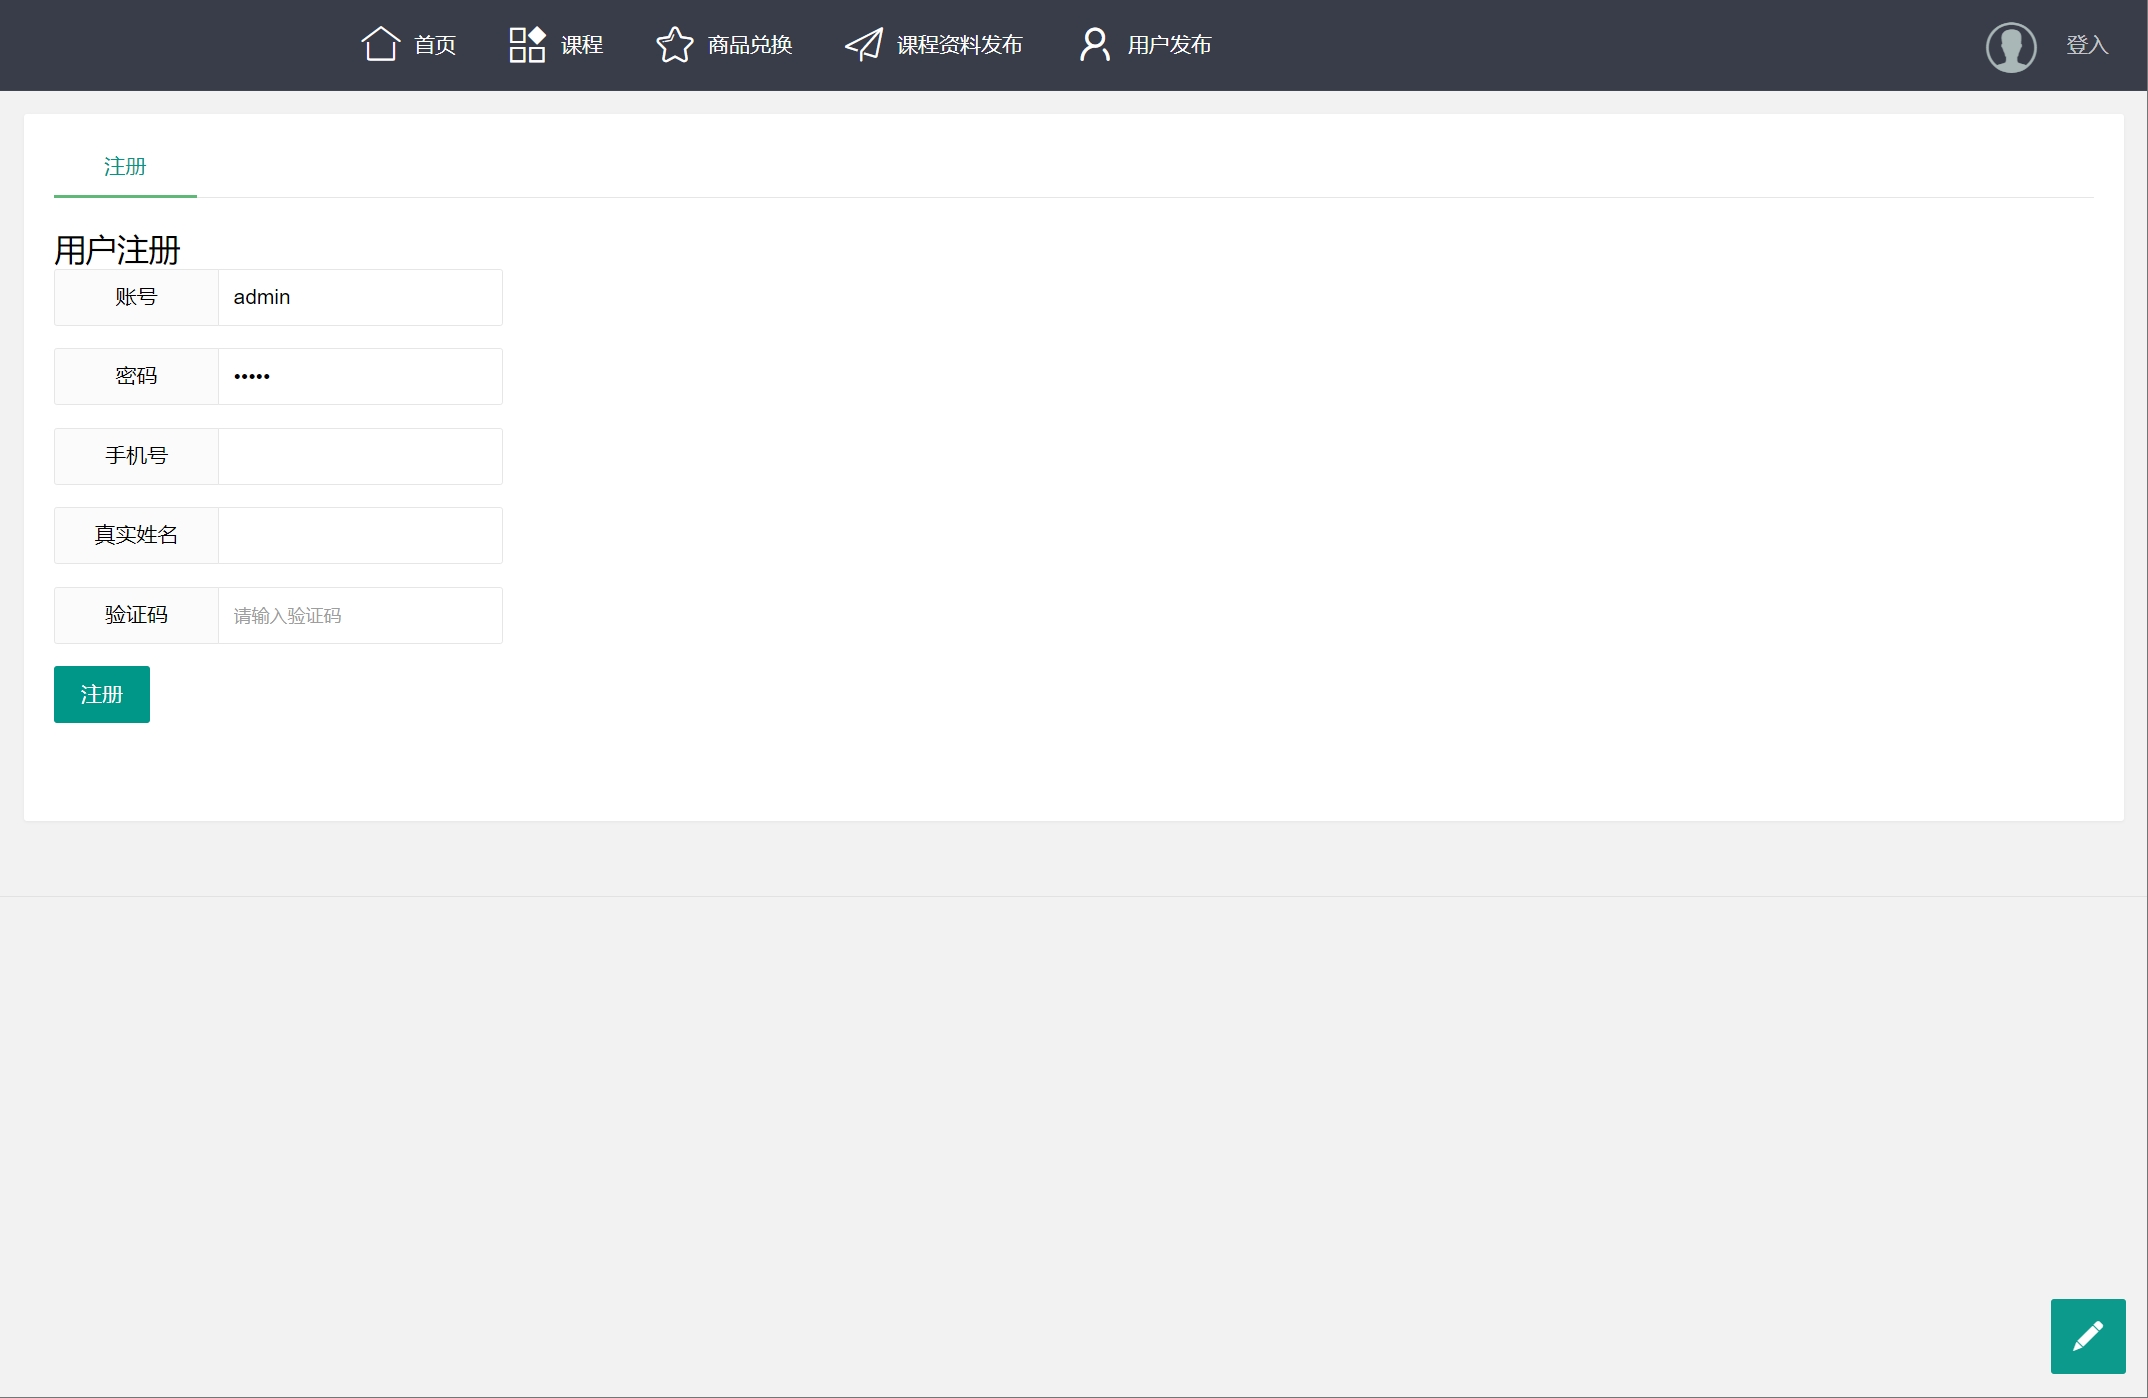 首页 课程 商品兑换 课程资料发布 用户发布 登入
注册
用户注册
账号 admin
密码 •••••
手机号
真实姓名
验证码 请输入验证码
注册